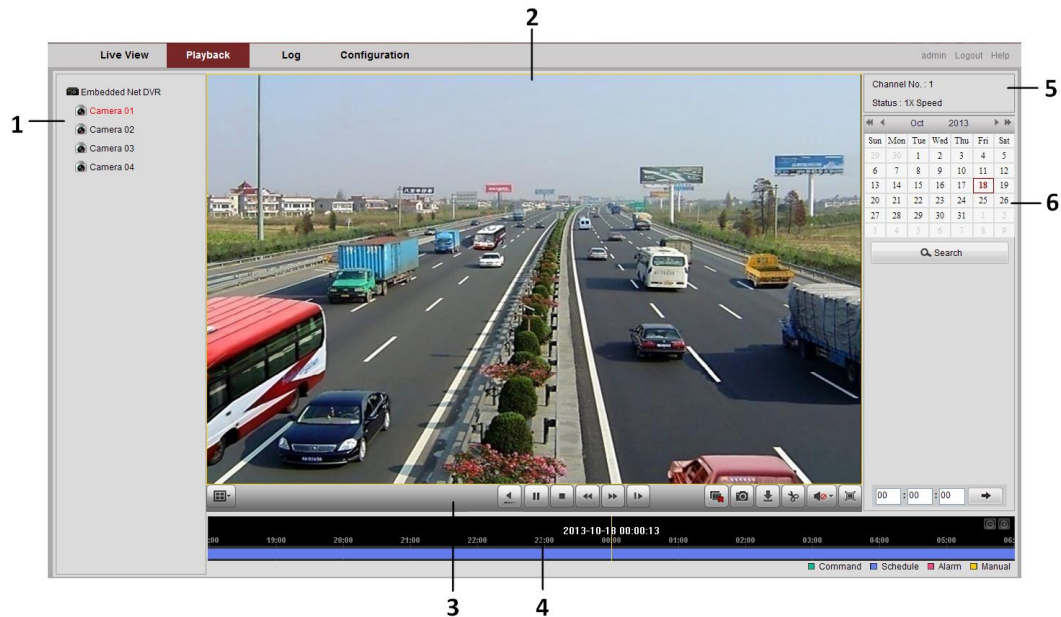 2
Live View Playback Log Configuration admin Logout Help
Embedded Net DVR
Camera 01
Camera 02
Camera 03
Camera 04
1
Channel No. : 1
Status : 1X Speed
5
Oct 2013
Sun Mon Tue Wed Thu Fri Sat
29 30 1 2 3 4 5
6 7 8 9 10 11 12
13 14 15 16 17 18 19
20 21 22 23 24 25 26
27 28 29 30 31 1 2
3 4 5 6 7 8 9
6
Search
00 : 00 : 00
2013-10-18 00:00:13
:00 19:00 20:00 21:00 22:00 23:00 00:00 01:00 02:00 03:00 04:00 05:00 06:
Command Schedule Alarm Manual
3 4